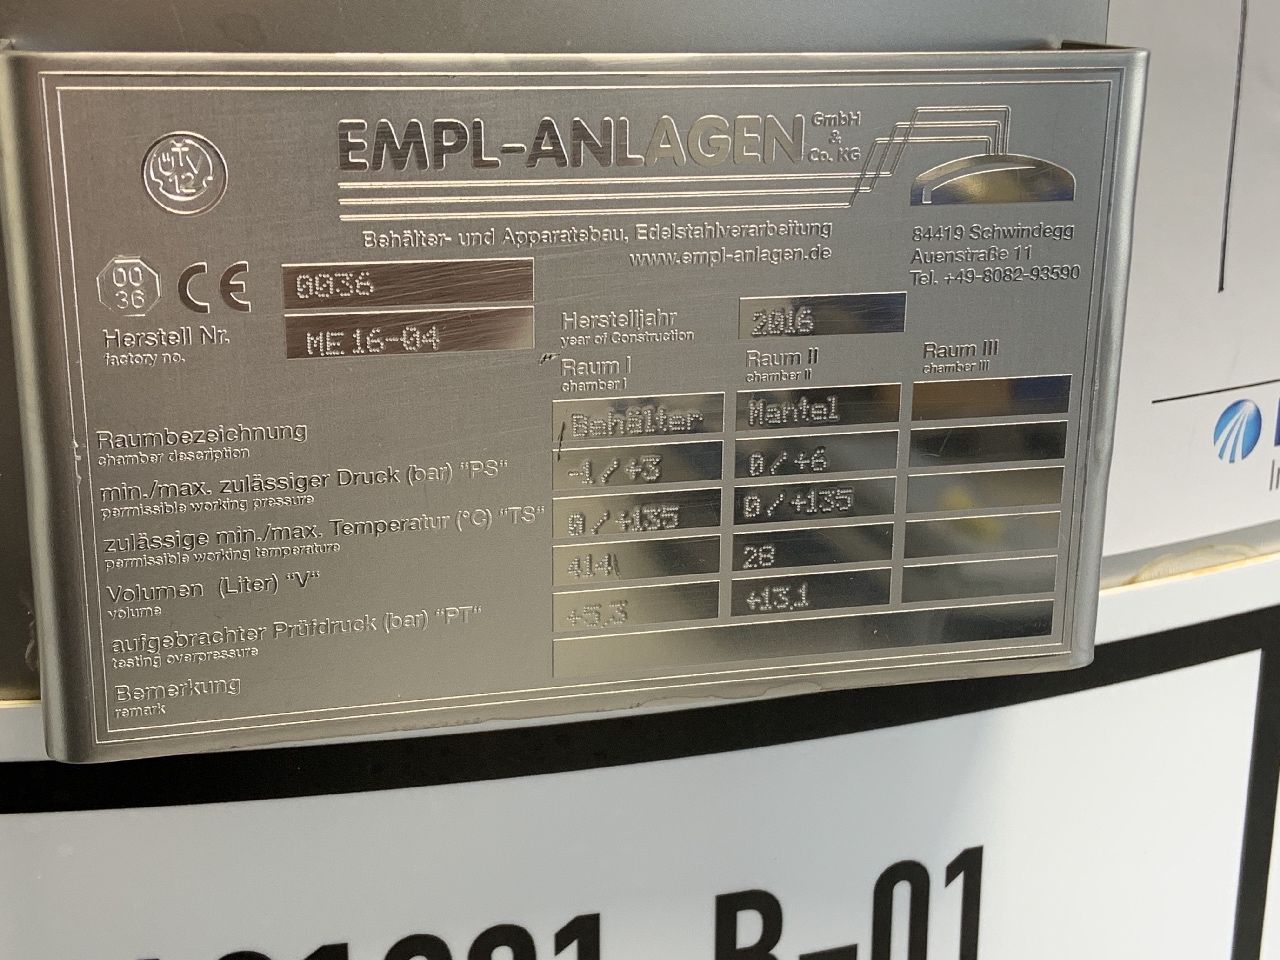 EMPL-ANLAGEN GmbH & Co. KG
TÜV 12
Behälter- und Apparatebau, Edelstahlverarbeitung
www.empl-anlagen.de
84419 Schwindegg
Auenstraße 11
Tel. +49-8082-93590
00 36 CE 0036
Herstell Nr. ME 16-04
factory no.
Herstelljahr 2016
year of Construction
Raum I Raum II Raum III
chamber I chamber II chamber III
Raumbezeichnung Behälter Mantel
chamber description
min./max. zulässiger Druck (bar) "PS" -1/+3 0/+6
permissible working pressure
zulässige min./max. Temperatur (°C) "TS" 0/+135 0/+135
permissible working temperature
Volumen (Liter) "V" 414 28
volume
aufgebrachter Prüfdruck (bar) "PT" +5,3 +13,1
testing overpressure
Bemerkung
remark
B-01